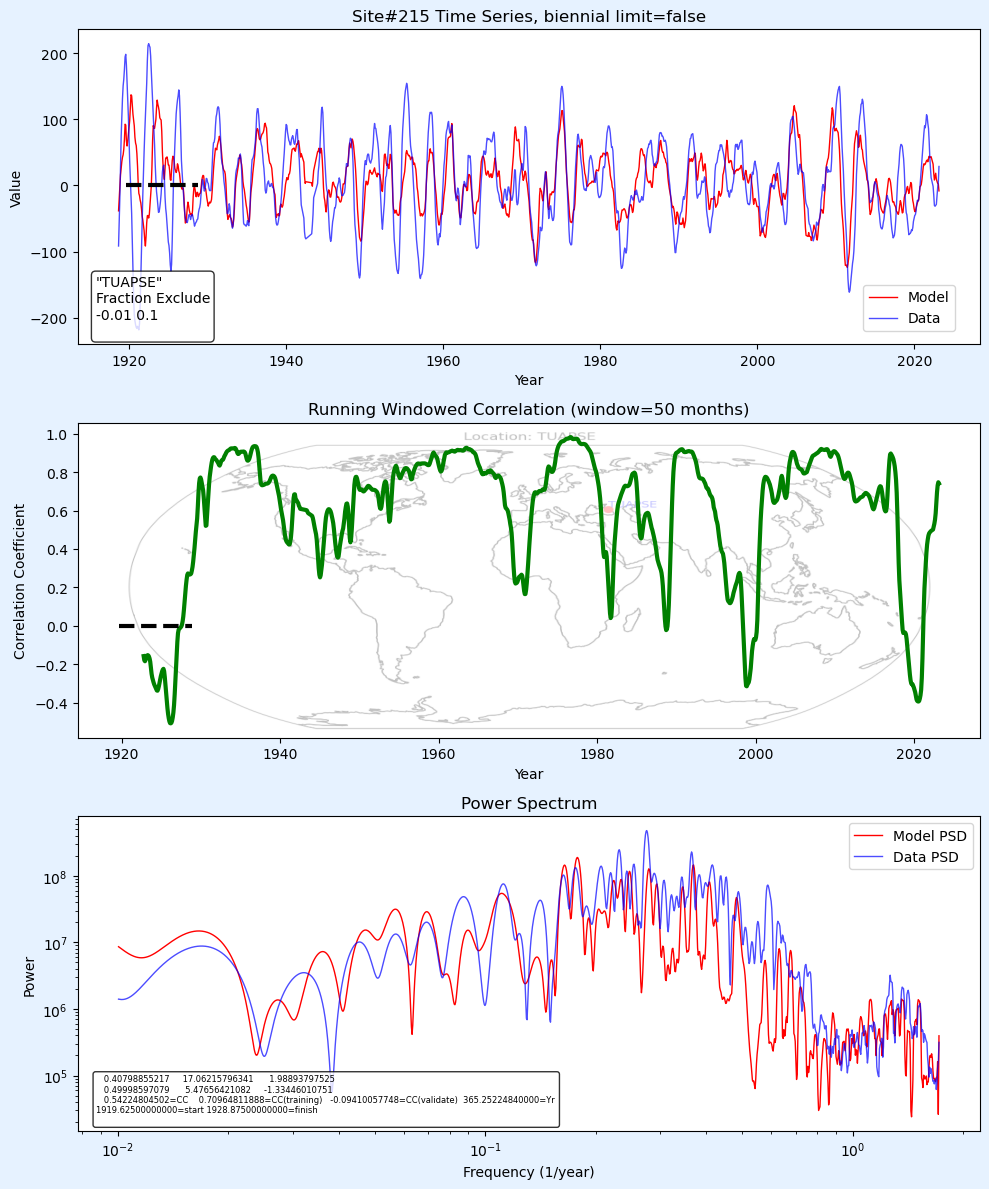 Site#215 Time Series, biennial limit=false
200
100
0
−100
−200
Value
"TUAPSE"
Fraction Exclude
-0.01 0.1
Model
Data
1920 1940 1960 1980 2000 2020
Year
Running Windowed Correlation (window=50 months)
Location: TUAPSE
TUAPSE
1.0
0.8
0.6
0.4
0.2
0.0
−0.2
−0.4
Correlation Coefficient
1920 1940 1960 1980 2000 2020
Year
Power Spectrum
Model PSD
Data PSD
10^8
10^7
10^6
10^5
Power
0.40798855217 17.06215796341 1.98893797525
0.49998597079 5.47656421082 -1.33446010751
0.54224804502=CC 0.70964811888=CC(training) -0.09410057748=CC(validate) 365.25224840000=Yr
1919.62500000000=start 1928.87500000000=finish
10^−2 10^−1 10^0
Frequency (1/year)